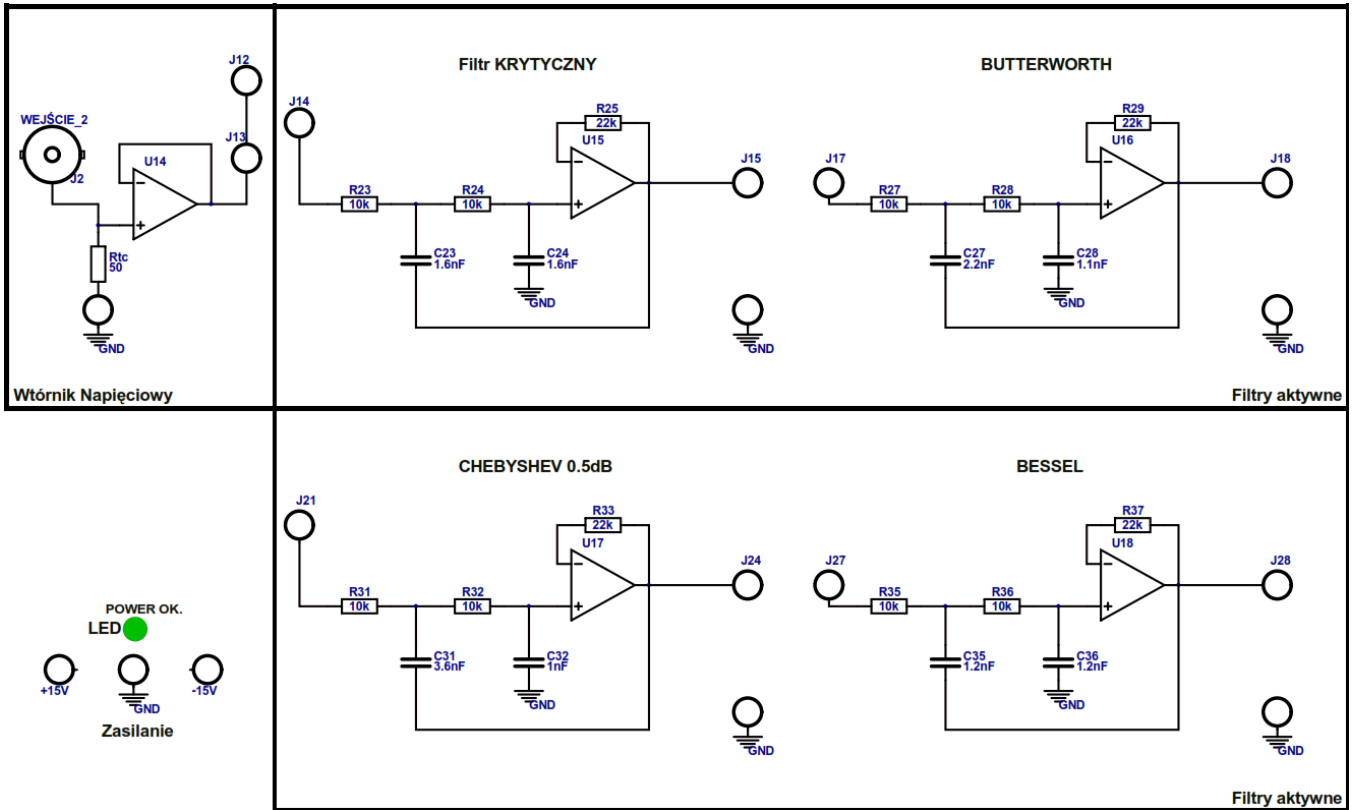 J12
J13
WEJŚCIE_2
J2
U14
Rtc
50
GND
Wtórnik Napięciowy
Filtr KRYTYCZNY
J14
R23
10k
R24
10k
R25
22k
U15
J15
C23
1.6nF
C24
1.6nF
GND
GND
BUTTERWORTH
J17
R27
10k
R28
10k
R29
22k
U16
J18
C27
2.2nF
C28
1.1nF
GND
GND
Filtry aktywne
CHEBYSHEV 0.5dB
J21
R31
10k
R32
10k
R33
22k
U17
J24
C31
3.6nF
C32
1nF
GND
GND
BESSEL
J27
R35
10k
R36
10k
R37
22k
U18
J28
C35
1.2nF
C36
1.2nF
GND
GND
Filtry aktywne
POWER OK.
LED
+15V
GND
-15V
Zasilanie